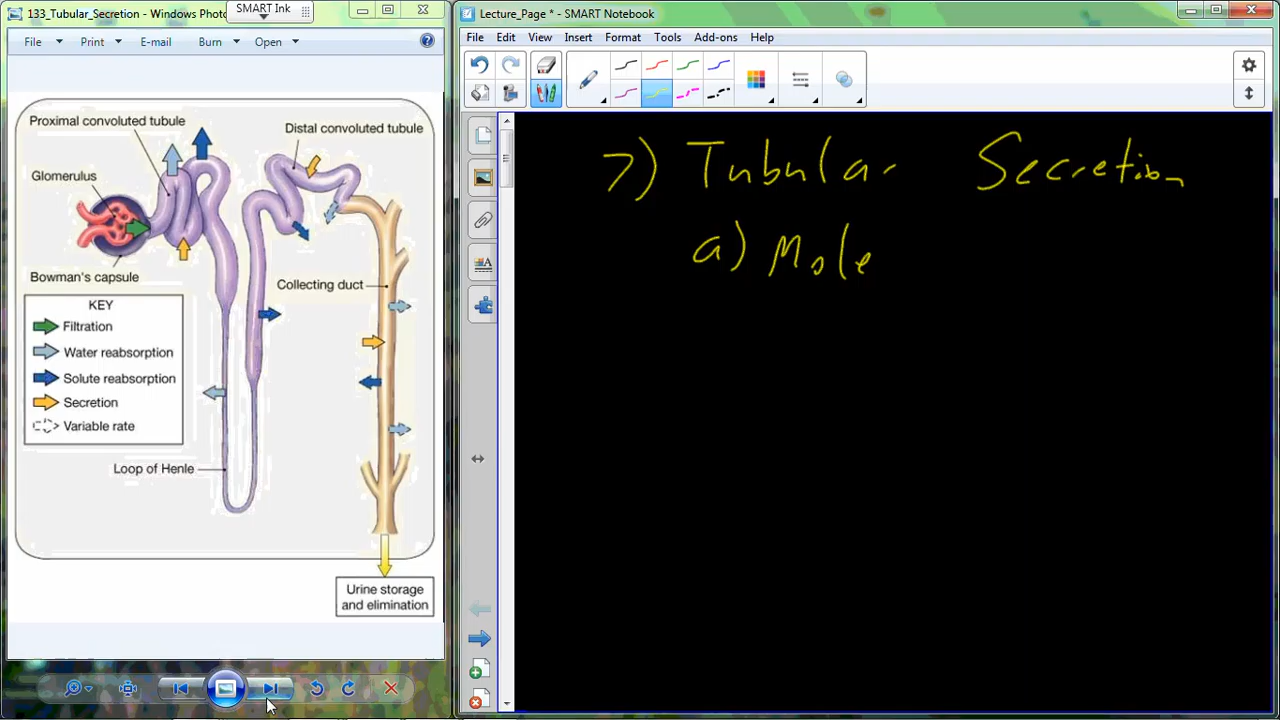 133_Tubular_Secretion - Windows Phot
SMART Ink
File Print E-mail Burn Open
Proximal convoluted tubule
Distal convoluted tubule
Glomerulus
Bowman's capsule
Collecting duct
KEY
Filtration
Water reabsorption
Solute reabsorption
Secretion
Variable rate
Loop of Henle
Urine storage
and elimination
Lecture_Page * - SMART Notebook
File Edit View Insert Format Tools Add-ons Help
7) Tubular Secretion
a) Mole